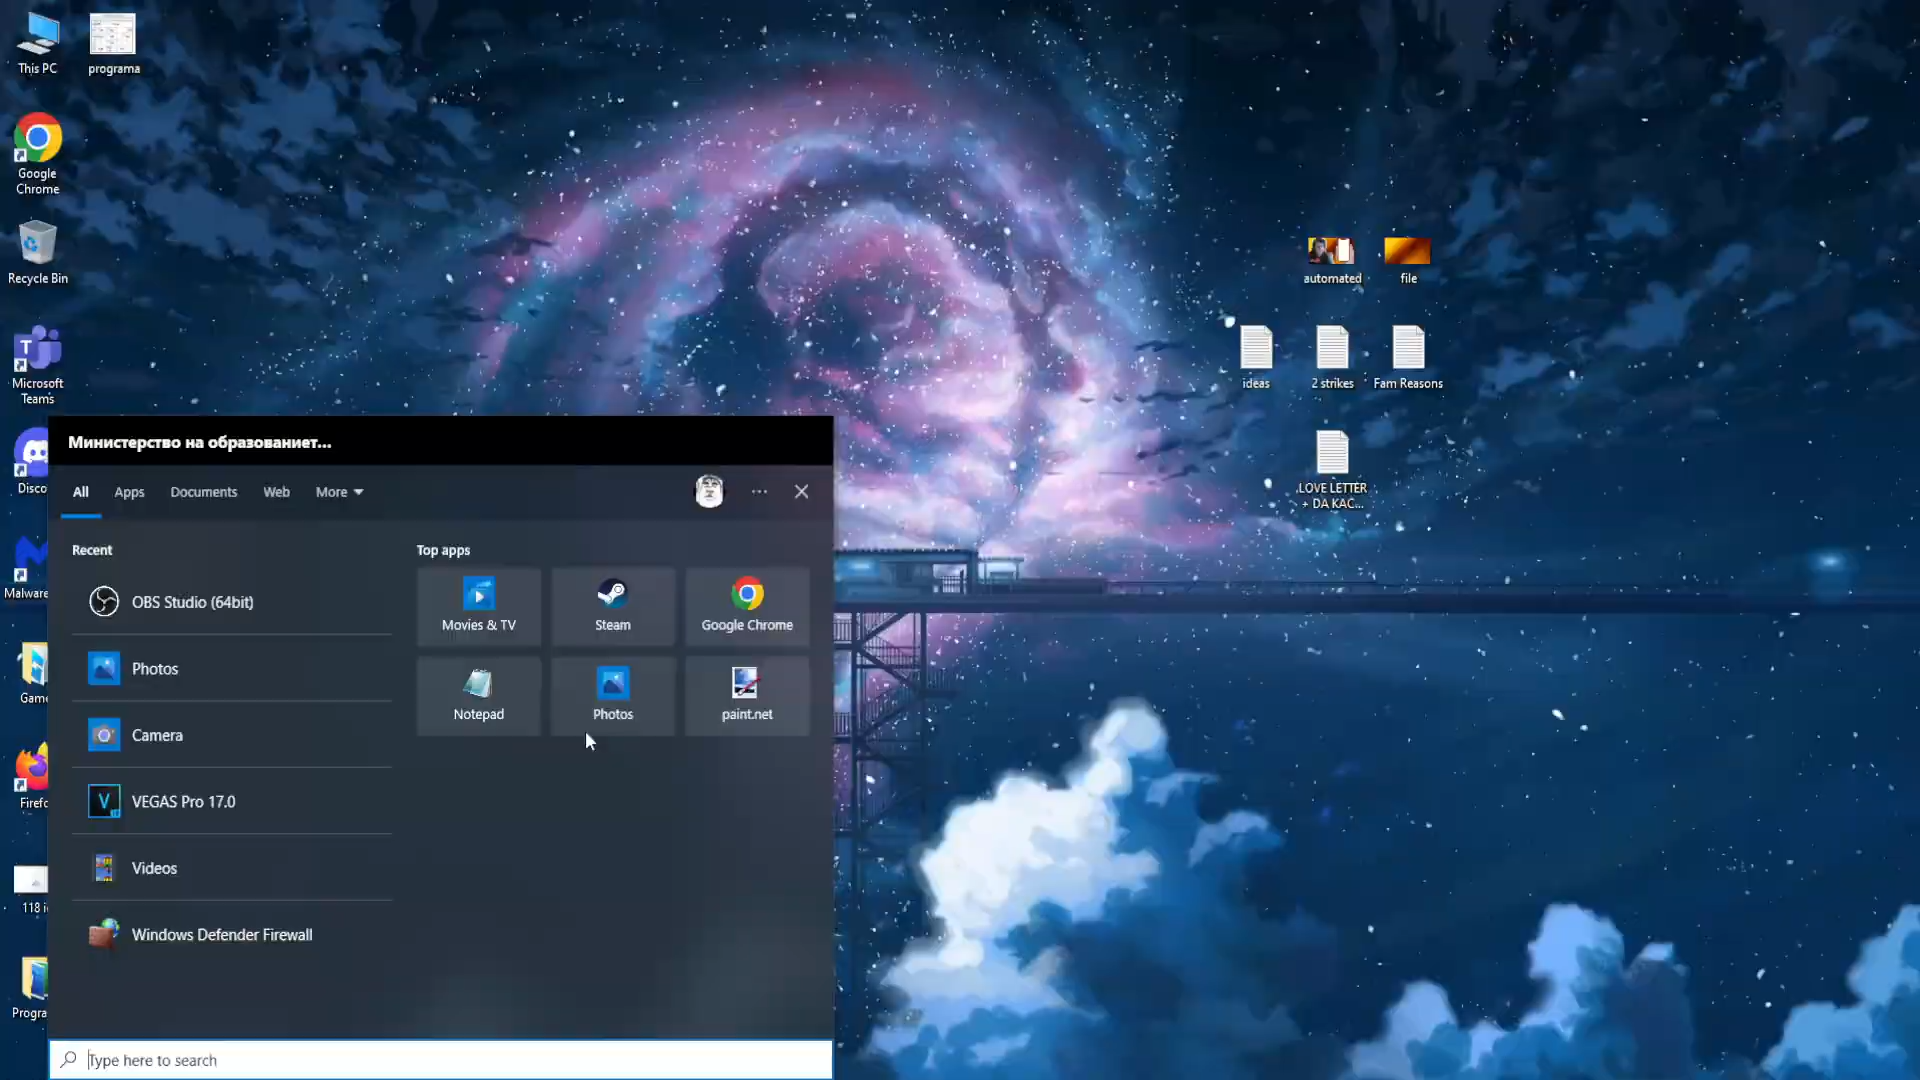 This PC
programa
Google
Chrome
Recycle Bin
Microsoft
Teams
Disco
Malware
Game
Firefo
118 i
Progra
automated
file
ideas
2 strikes
Fam Reasons
LOVE LETTER
+ DA KAC...
Министерство на образованиет...
All
Apps
Documents
Web
More
Recent
OBS Studio (64bit)
Photos
Camera
VEGAS Pro 17.0
Videos
Windows Defender Firewall
Top apps
Movies & TV
Steam
Google Chrome
Notepad
Photos
paint.net
Type here to search